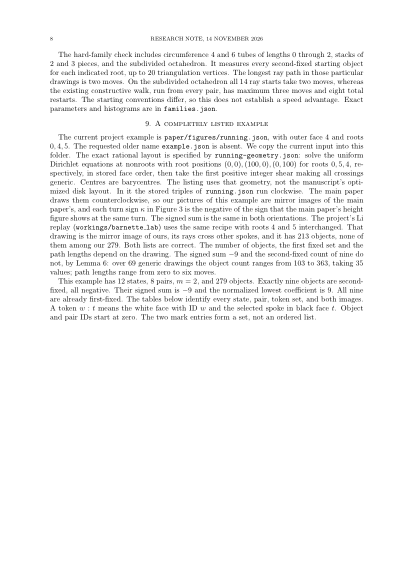 8
RESEARCH NOTE, 14 NOVEMBER 2026
The hard-family check includes circumference 4 and 6 tubes of lengths 0 through 2, stacks of
2 and 3 pieces, and the subdivided octahedron. It measures every second-fixed starting object
for each indicated root, up to 20 triangulation vertices. The longest ray path in those particular
drawings is two moves. On the subdivided octahedron all 14 ray starts take two moves, whereas
the existing constructive walk, run from every pair, has maximum three moves and eight total
restarts. The starting conventions differ, so this does not establish a speed advantage. Exact
parameters and histograms are in families.json.
9. A COMPLETELY LISTED EXAMPLE
The current project example is paper/figures/running.json, with outer face 4 and roots
0, 4, 5. The requested older name example.json is absent. We copy the current input into this
folder. The exact rational layout is specified by running-geometry.json: solve the uniform
Dirichlet equations at nonroots with root positions (0, 0), (100, 0), (0, 100) for roots 0, 5, 4, re-
spectively, in stored face order, then take the first positive integer shear making all crossings
generic. Centres are barycentres. The listing uses that geometry, not the manuscript's opti-
mized disk layout. In it the stored triples of running.json run clockwise. The main paper
draws them counterclockwise, so our pictures of this example are mirror images of the main
paper's, and each turn sign κ in Figure 3 is the negative of the sign that the main paper's height
figure shows at the same turn. The signed sum is the same in both orientations. The project's Li
replay (workings/barnette_lab) uses the same recipe with roots 4 and 5 interchanged. That
drawing is the mirror image of ours, its rays cross other spokes, and it has 213 objects, none of
them among our 279. Both lists are correct. The number of objects, the first fixed set and the
path lengths depend on the drawing. The signed sum −9 and the second-fixed count of nine do
not, by Lemma 6: over 69 generic drawings the object count ranges from 103 to 363, taking 35
values; path lengths range from zero to six moves.
This example has 12 states, 8 pairs, m = 2, and 279 objects. Exactly nine objects are second-
fixed, all negative. Their signed sum is −9 and the normalized lowest coefficient is 9. All nine
are already first-fixed. The tables below identify every state, pair, token set, and both images.
A token w : t means the white face with ID w and the selected spoke in black face t. Object
and pair IDs start at zero. The two mark entries form a set, not an ordered list.